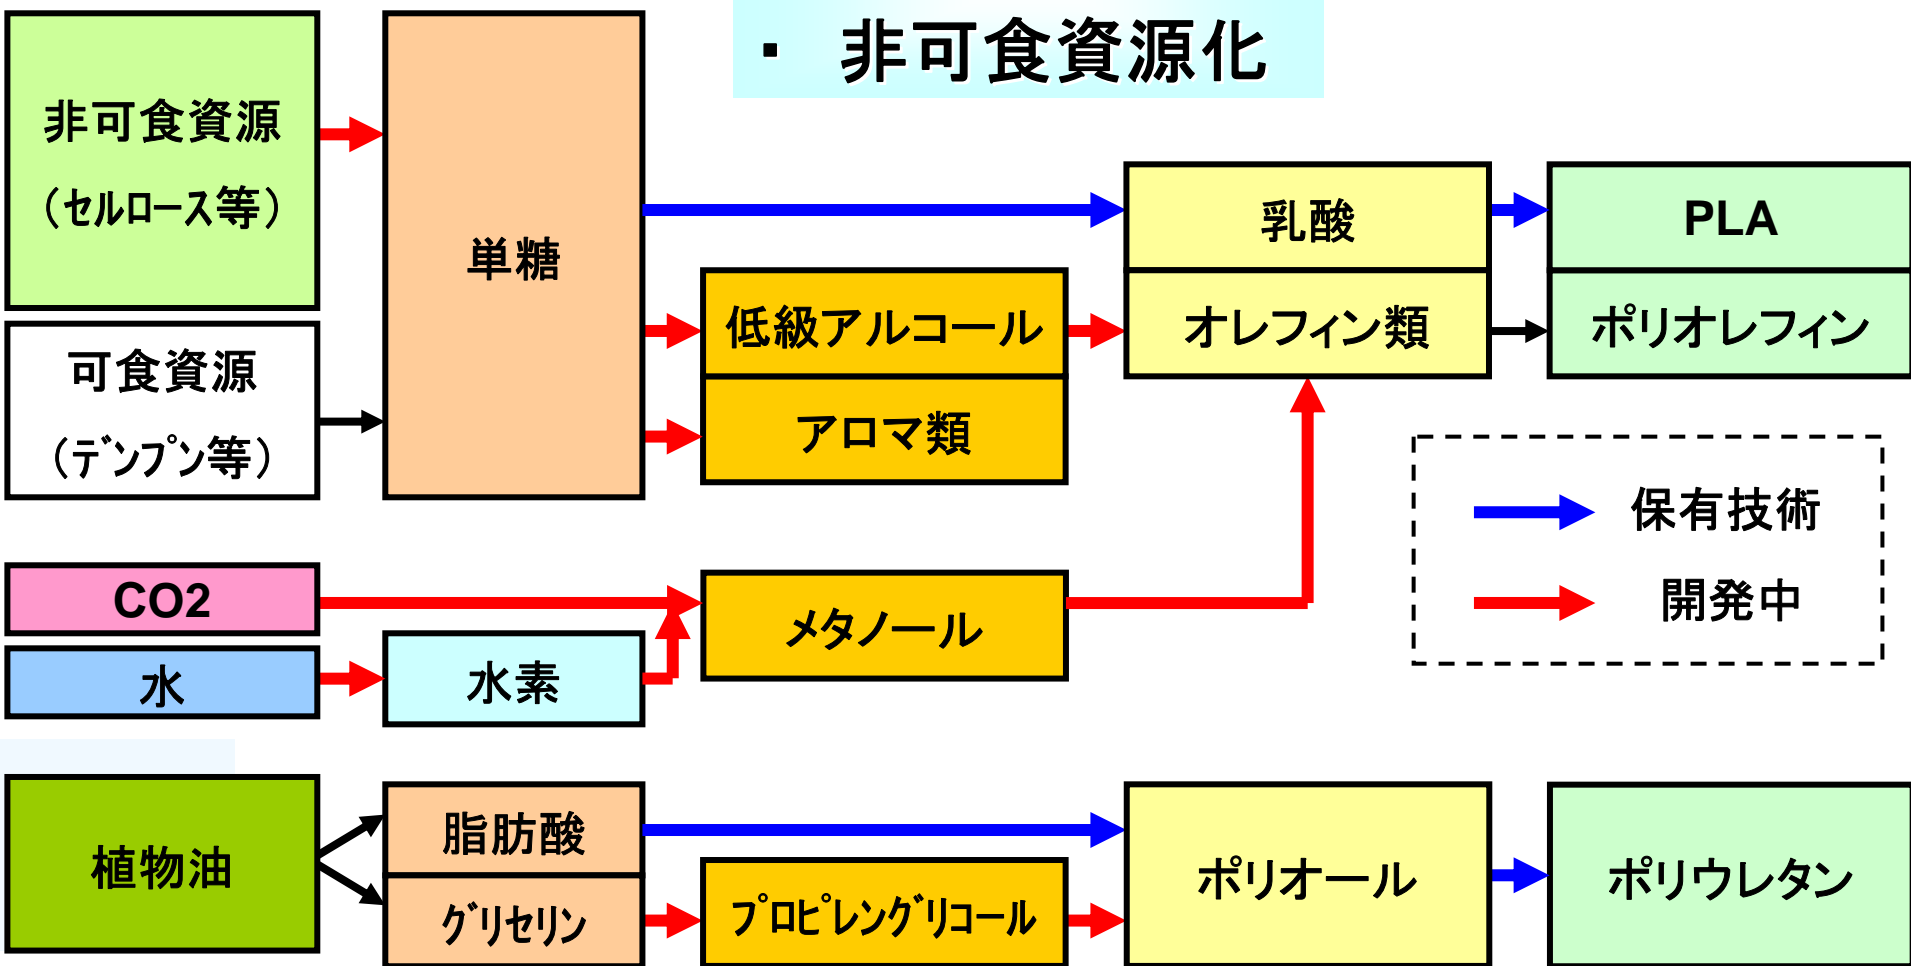 ・ 非可食資源化
非可食資源
（セルロース等）
単糖
乳酸
PLA
低級アルコール
オレフィン類
ポリオレフィン
可食資源
（デンプン等）
アロマ類
保有技術
開発中
CO2
メタノール
水
水素
植物油
脂肪酸
グリセリン
プロピレングリコール
ポリオール
ポリウレタン